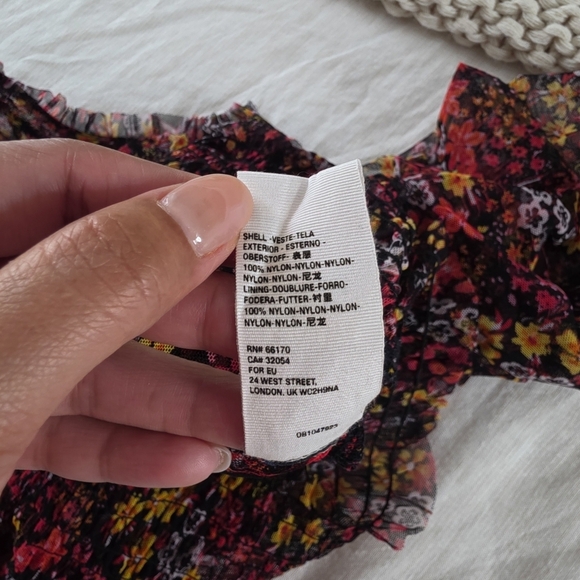 SHELL -VESTE-TELA
EXTERIOR - ESTERNO -
OBERSTOFF- 表层
100% NYLON-NYLON-NYLON-
NYLON-NYLON-尼龙
LINING-DOUBLURE-FORRO-
FODERA-FUTTER-衬里
100% NYLON-NYLON-NYLON-
NYLON-NYLON-尼龙
RN# 66170
CA# 32054
FOR EU
24 WEST STREET,
LONDON. UK WC2H9NA